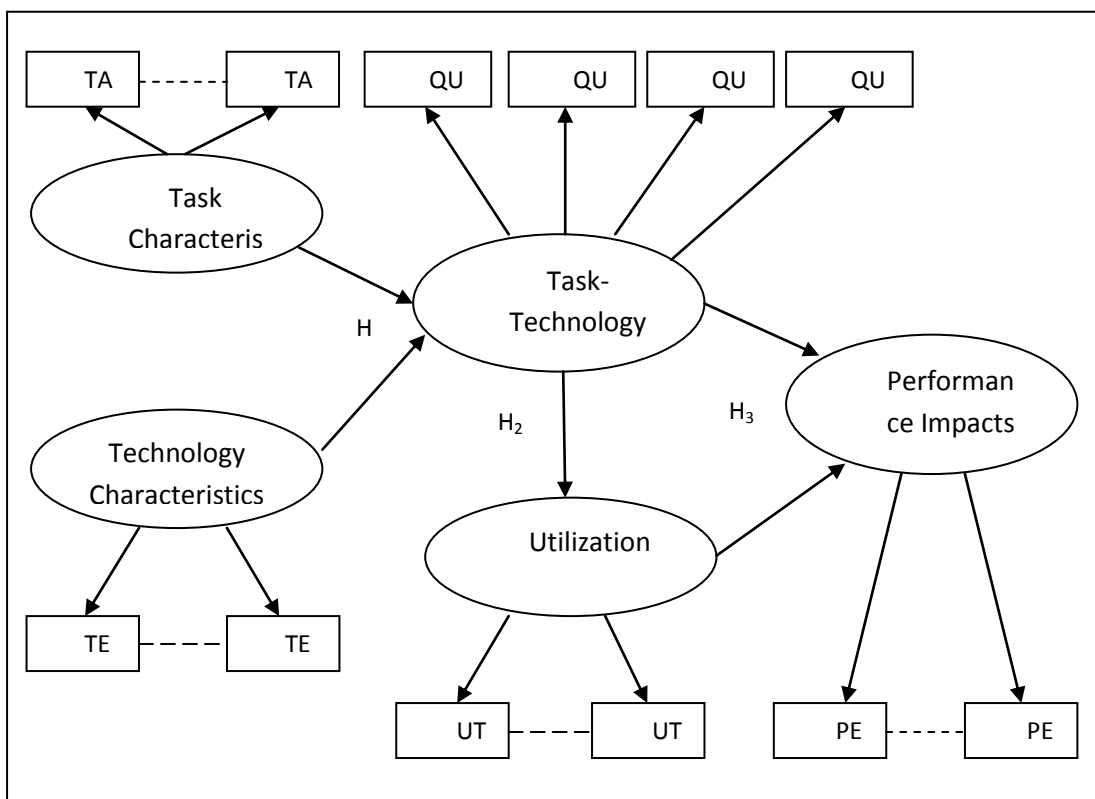 TA
TA
QU
QU
QU
QU
Task
Characteris
Task-
Technology
H
Performan
ce Impacts
H₂
H₃
Technology
Characteristics
Utilization
TE
TE
UT
UT
PE
PE